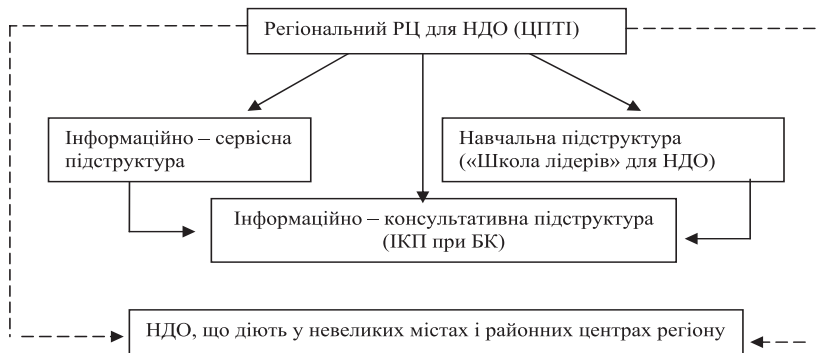 Регіональний РЦ для НДО (ЦПТІ)
Інформаційно – сервісна
підструктура
Навчальна підструктура
(«Школа лідерів» для НДО)
Інформаційно – консультативна підструктура
(ІКП при БК)
НДО, що діють у невеликих містах і районних центрах регіону